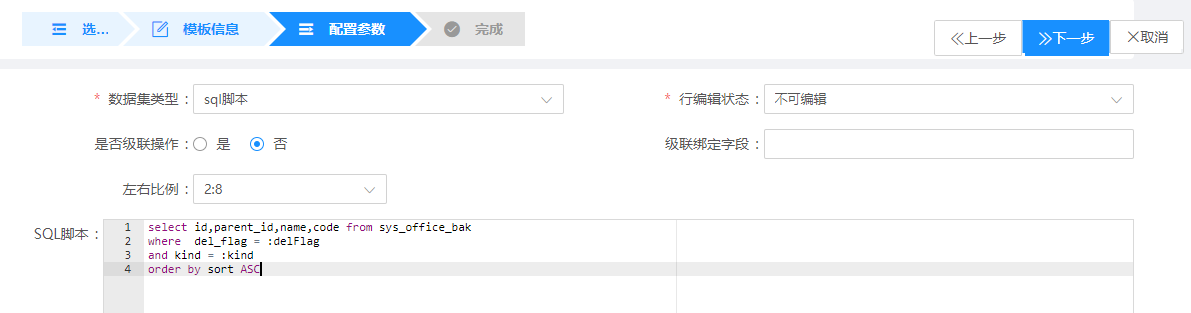 选...
模板信息
配置参数
完成
上一步
下一步
取消
* 数据集类型：
sql脚本
* 行编辑状态：
不可编辑
是否级联操作：
是
否
级联绑定字段：
左右比例：
2:8
SQL脚本：
1 select id,parent_id,name,code from sys_office_bak
2 where  del_flag = :delFlag
3 and kind = :kind
4 order by sort ASC